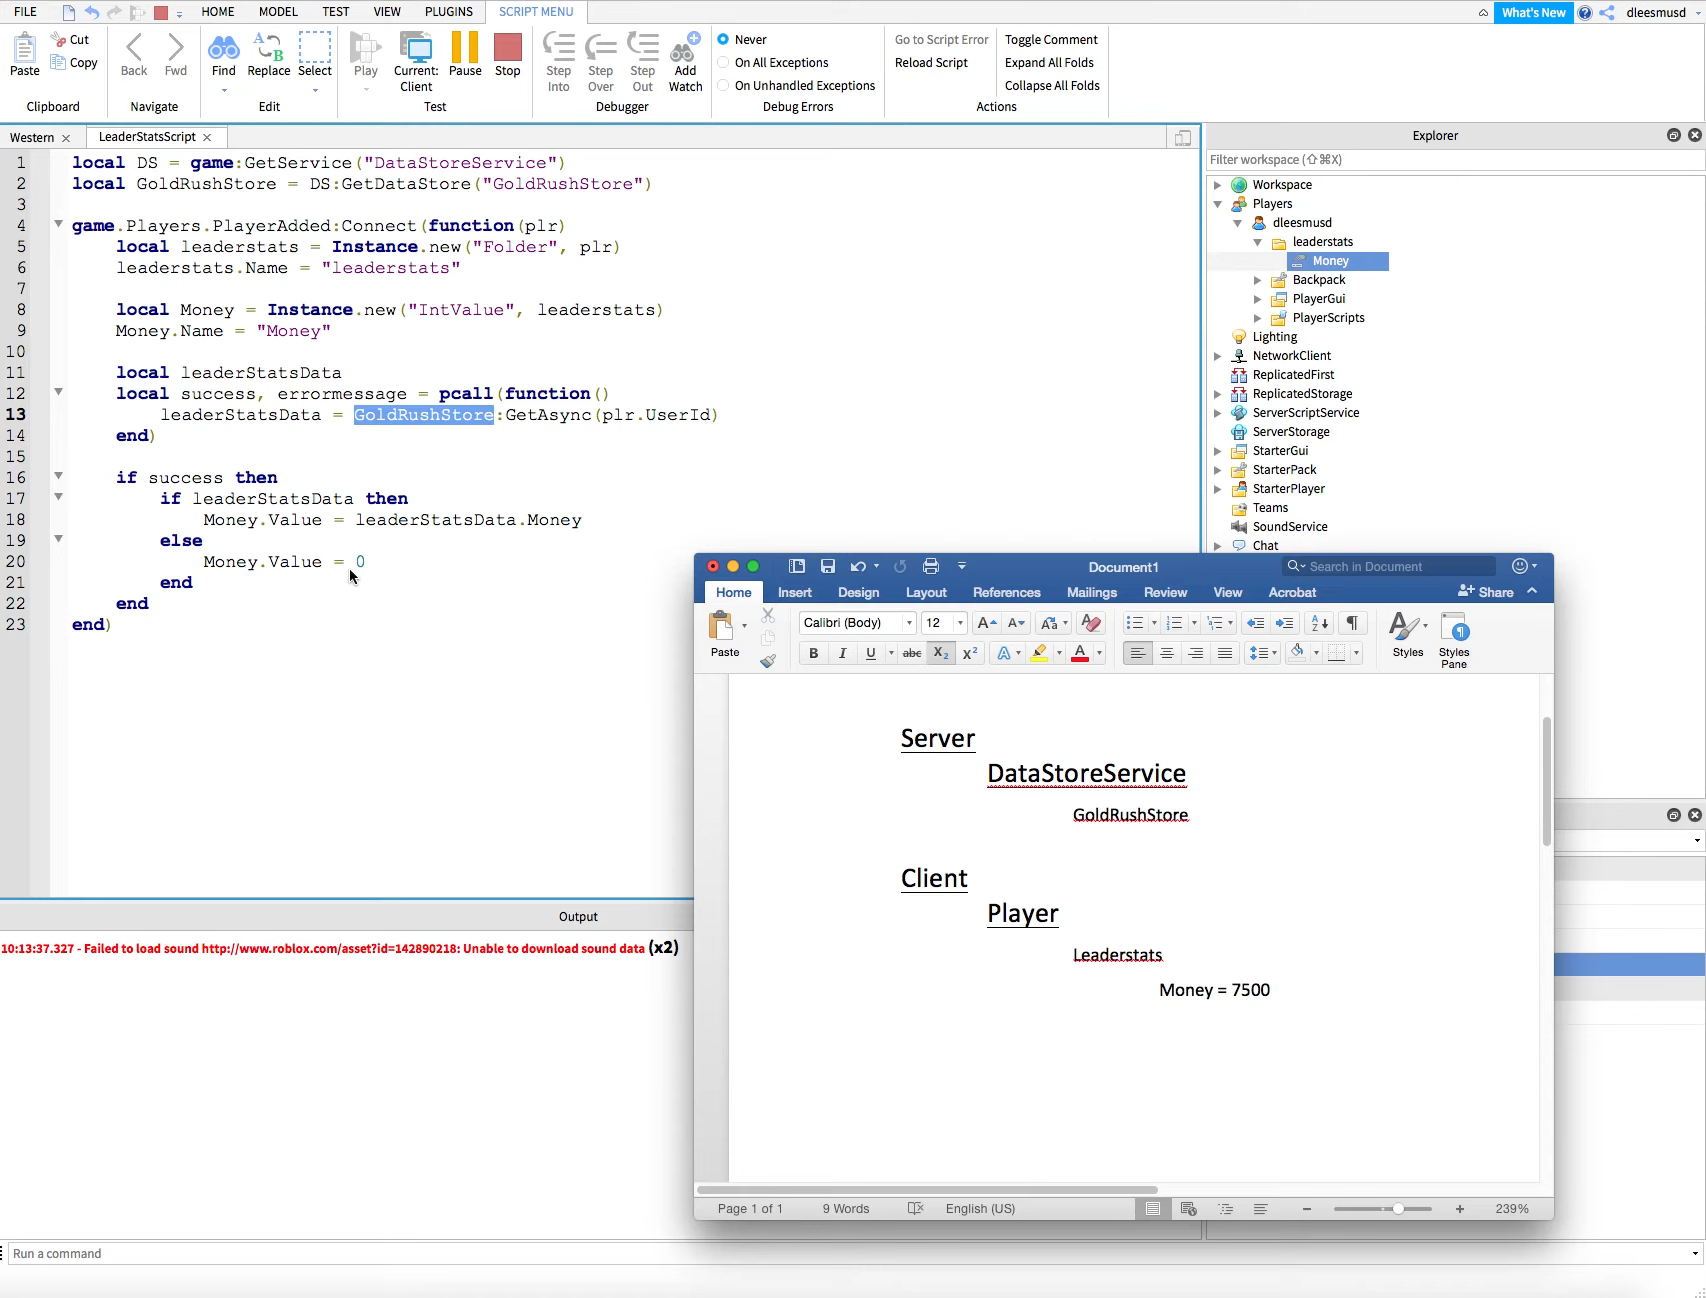 FILE HOME MODEL TEST VIEW PLUGINS SCRIPT MENU What's New dleesmusd
Paste Cut Copy Clipboard
Back Fwd Navigate
Find Replace Select Edit
Play Current: Client Pause Stop Test
Step Into Step Over Step Out Add Watch Debugger
Never
On All Exceptions
On Unhandled Exceptions
Debug Errors
Go to Script Error
Reload Script
Toggle Comment
Expand All Folds
Collapse All Folds
Actions
Western LeaderStatsScript
1 local DS = game:GetService("DataStoreService")
2 local GoldRushStore = DS:GetDataStore("GoldRushStore")
3
4 game.Players.PlayerAdded:Connect(function(plr)
5 local leaderstats = Instance.new("Folder", plr)
6 leaderstats.Name = "leaderstats"
7
8 local Money = Instance.new("IntValue", leaderstats)
9 Money.Name = "Money"
10
11 local leaderStatsData
12 local success, errormessage = pcall(function()
13 leaderStatsData = GoldRushStore:GetAsync(plr.UserId)
14 end)
15
16 if success then
17 if leaderStatsData then
18 Money.Value = leaderStatsData.Money
19 else
20 Money.Value = 0
21 end
22 end
23 end)
Explorer
Filter workspace (⇧⌘X)
Workspace
Players
dleesmusd
leaderstats
Money
Backpack
PlayerGui
PlayerScripts
Lighting
NetworkClient
ReplicatedFirst
ReplicatedStorage
ServerScriptService
ServerStorage
StarterGui
StarterPack
StarterPlayer
Teams
SoundService
Chat
Output
10:13:37.327 - Failed to load sound http://www.roblox.com/asset?id=142890218: Unable to download sound data (x2)
Document1
Search in Document
Home Insert Design Layout References Mailings Review View Acrobat Share
Paste Calibri (Body) 12 Styles Styles Pane
Server
DataStoreService
GoldRushStore
Client
Player
Leaderstats
Money = 7500
Page 1 of 1 9 Words English (US) 239%
Run a command